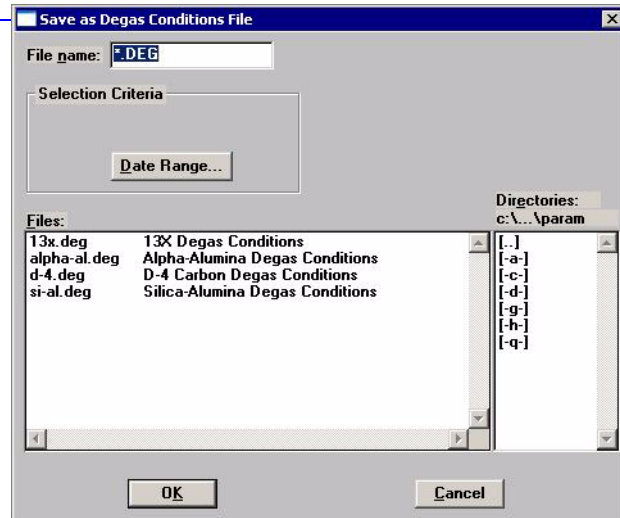 Save as Degas Conditions File
File name: *.DEG
Selection Criteria
Date Range...
Directories:
c:\...\param
Files:
13x.deg 13X Degas Conditions
alpha-al.deg Alpha-Alumina Degas Conditions
d-4.deg D-4 Carbon Degas Conditions
si-al.deg Silica-Alumina Degas Conditions
[..]
[-a-]
[-c-]
[-d-]
[-g-]
[-h-]
[-q-]
OK
Cancel